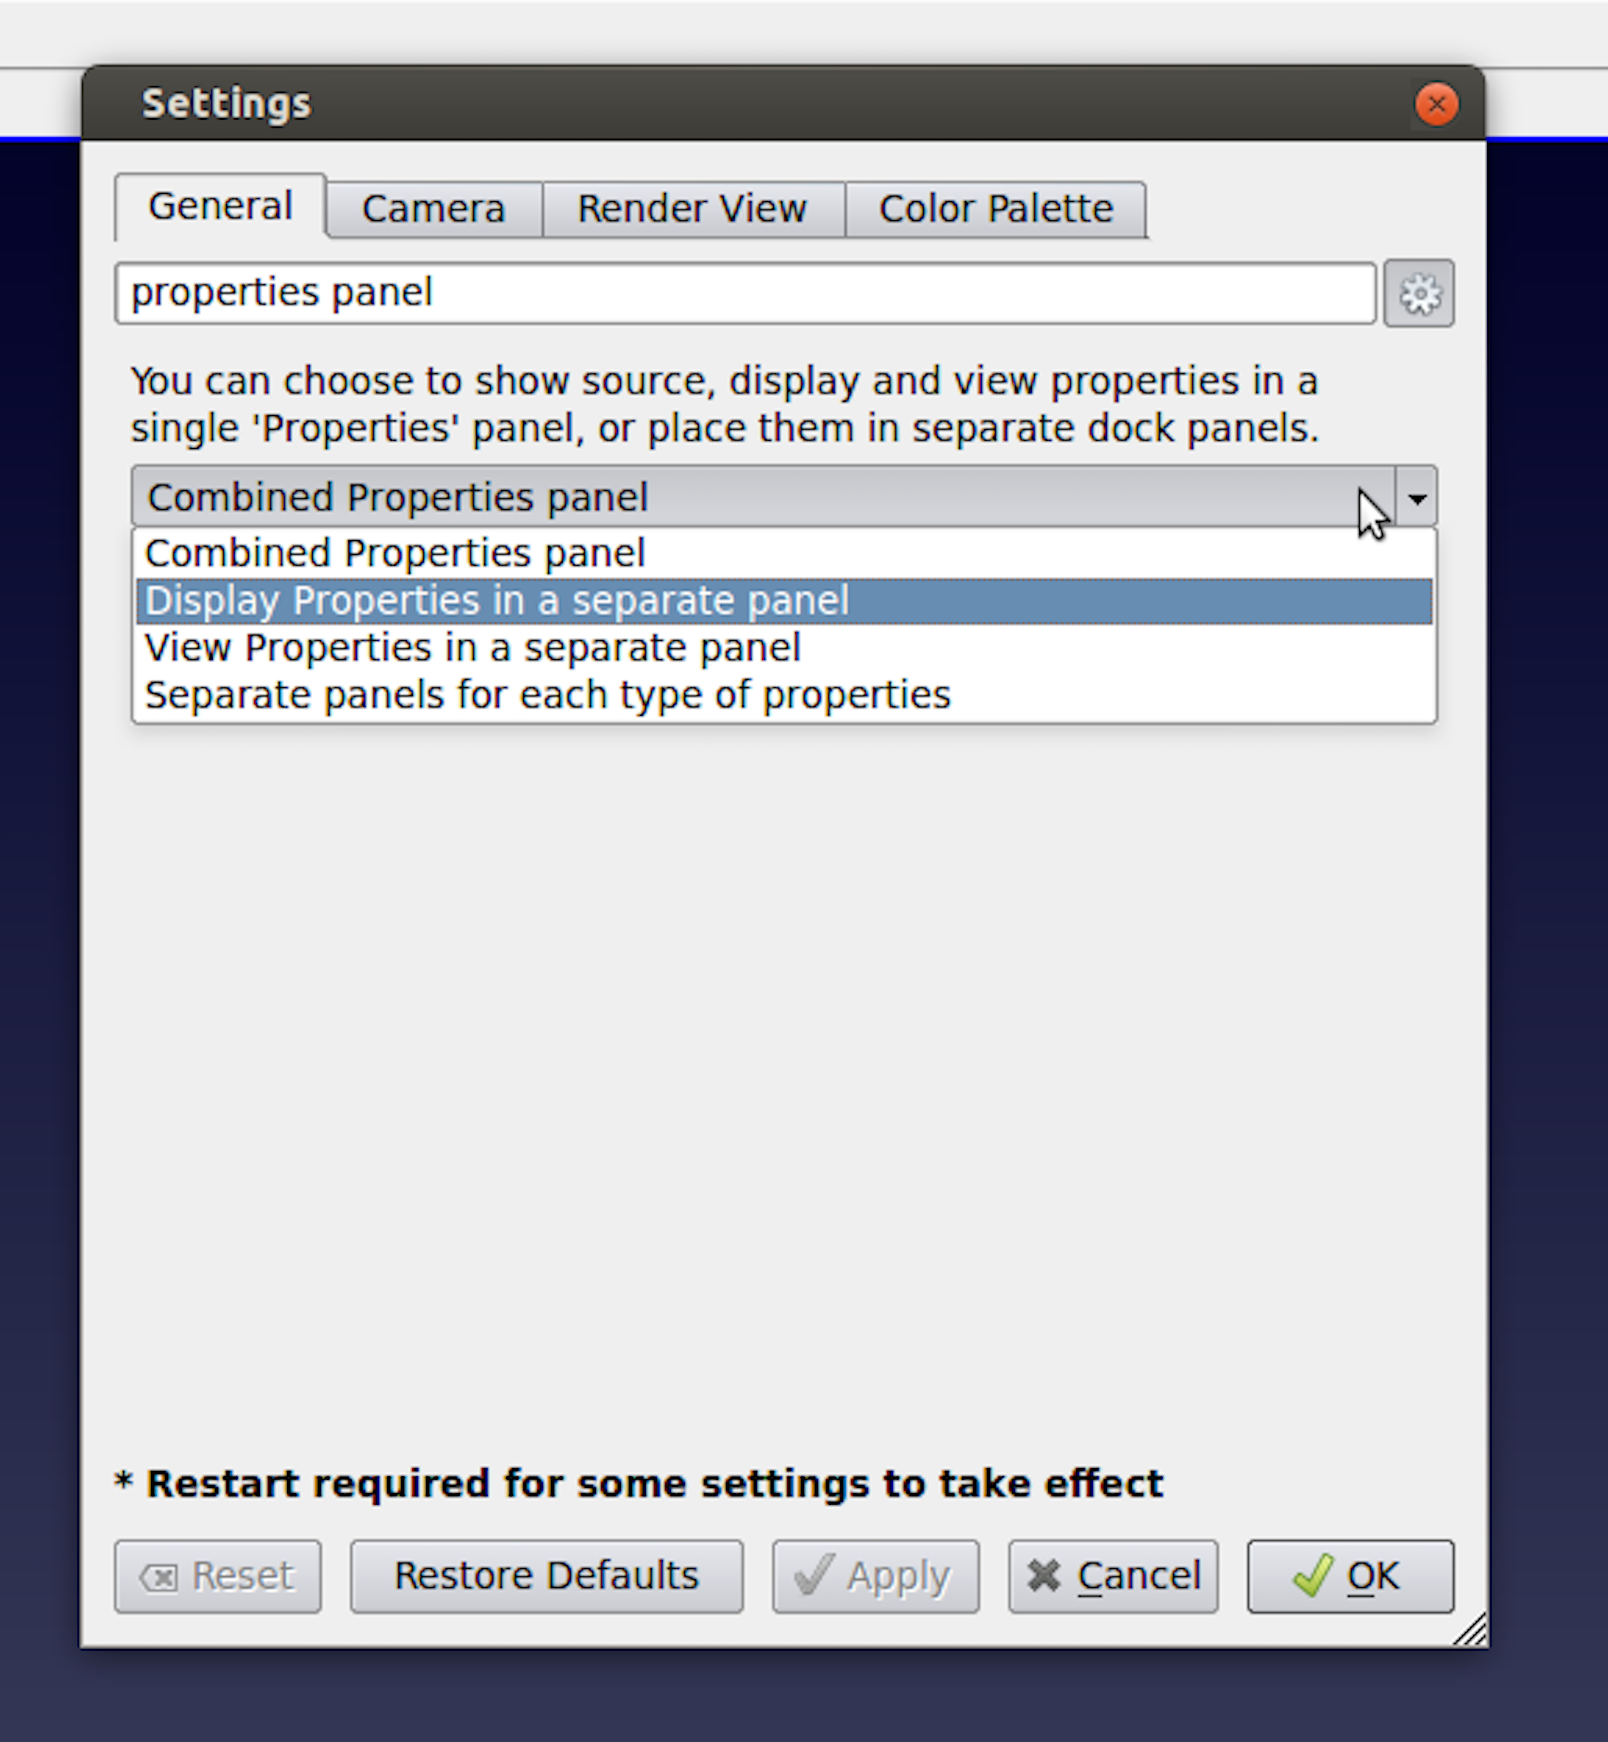 Settings
General Camera Render View Color Palette
properties panel
You can choose to show source, display and view properties in a
single 'Properties' panel, or place them in separate dock panels.
Combined Properties panel
Combined Properties panel
Display Properties in a separate panel
View Properties in a separate panel
Separate panels for each type of properties
* Restart required for some settings to take effect
Reset Restore Defaults Apply Cancel OK